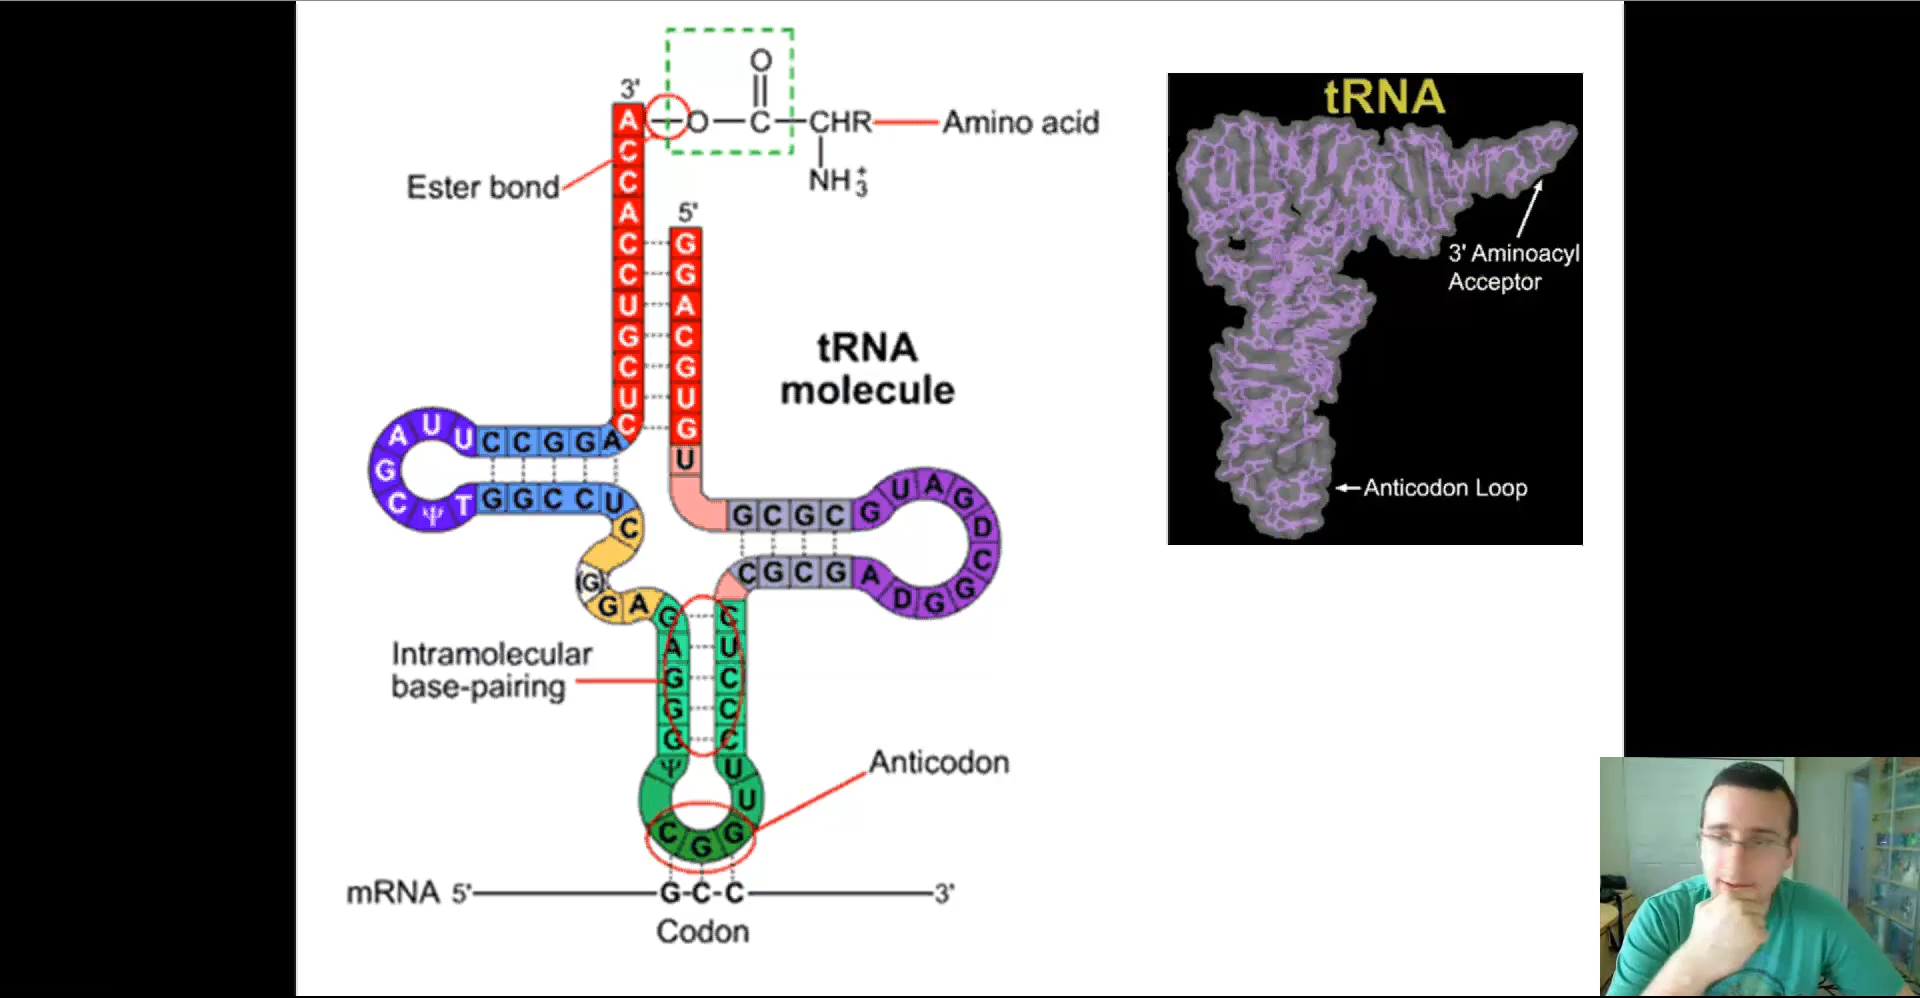 O
3'
A
O
C
CHR
Amino acid
NH3+
Ester bond
C
C
A
5'
C G
C G
U A
G C
C G
U U
C G
U
tRNA
molecule
A U U C C G G A
G
C Ψ T G G C C U
C
G
G A
G C G C G U A G D C G G D A G C G C
G C
A U
G C
G C
G C
Ψ U
U
C G G
Intramolecular
base-pairing
Anticodon
mRNA 5' G-C-C 3'
Codon
tRNA
3' Aminoacyl
Acceptor
Anticodon Loop